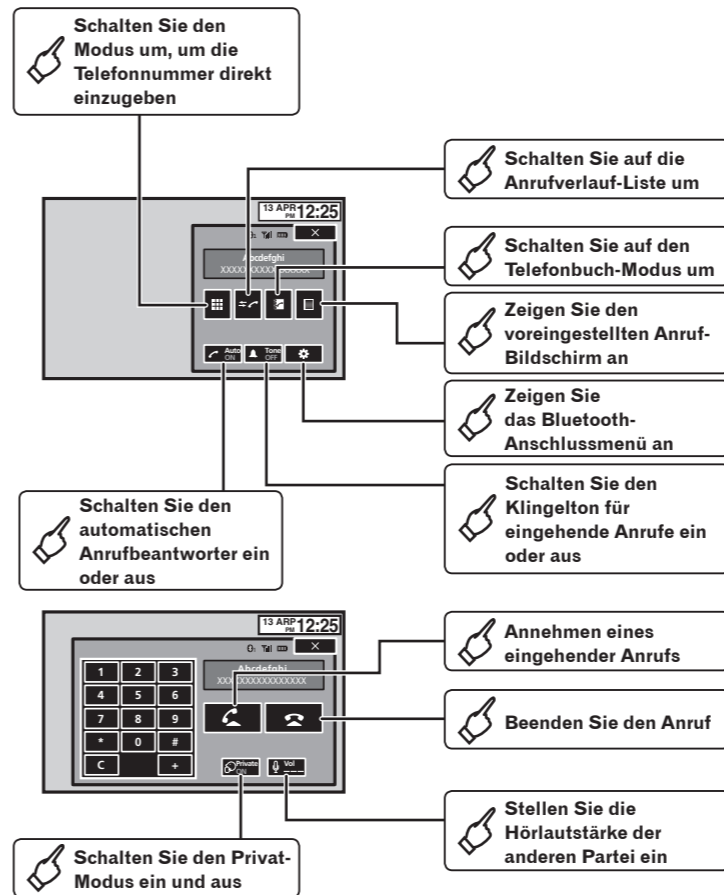 Schalten Sie den
Modus um, um die
Telefonnummer direkt
einzugeben
Schalten Sie auf die
Anrufverlauf-Liste um
13 APR
PM 12:25
Abcdefghi
XXXXXXXXXXXXXXXX
Schalten Sie auf den
Telefonbuch-Modus um
Zeigen Sie den
voreingestellten Anruf-
Bildschirm an
Auto
ON
Tone
OFF
Zeigen Sie
das Bluetooth-
Anschlussmenü an
Schalten Sie den
Klingelton für
eingehende Anrufe ein
oder aus
Schalten Sie den
automatischen
Anrufbeantworter ein
oder aus
13 ARP
PM 12:25
Abcdefghi
XXXXXXXXXXXXXXXX
1 2 3
4 5 6
7 8 9
* 0 #
C +
Private
ON
Vol
Annehmen eines
eingehender Anrufs
Beenden Sie den Anruf
Stellen Sie die
Hörlautstärke der
anderen Partei ein
Schalten Sie den Privat-
Modus ein und aus